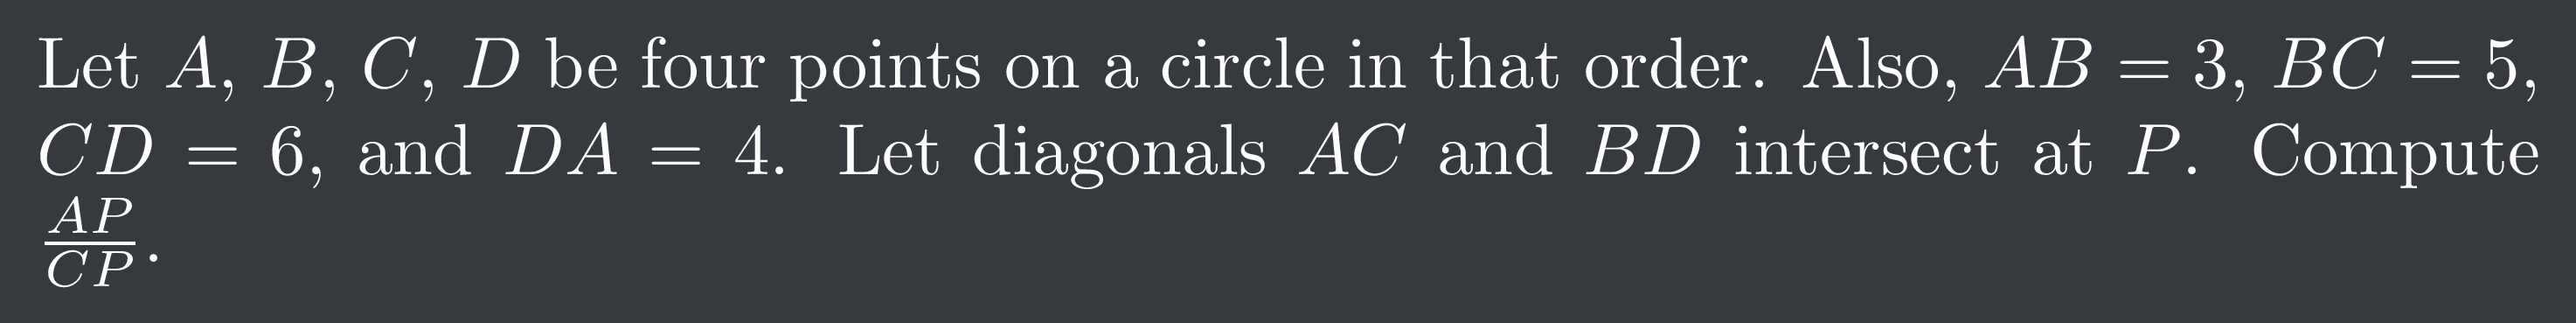 Let A, B, C, D be four points on a circle in that order. Also, AB = 3, BC = 5,
CD = 6, and DA = 4. Let diagonals AC and BD intersect at P. Compute
\frac{AP}{CP}.